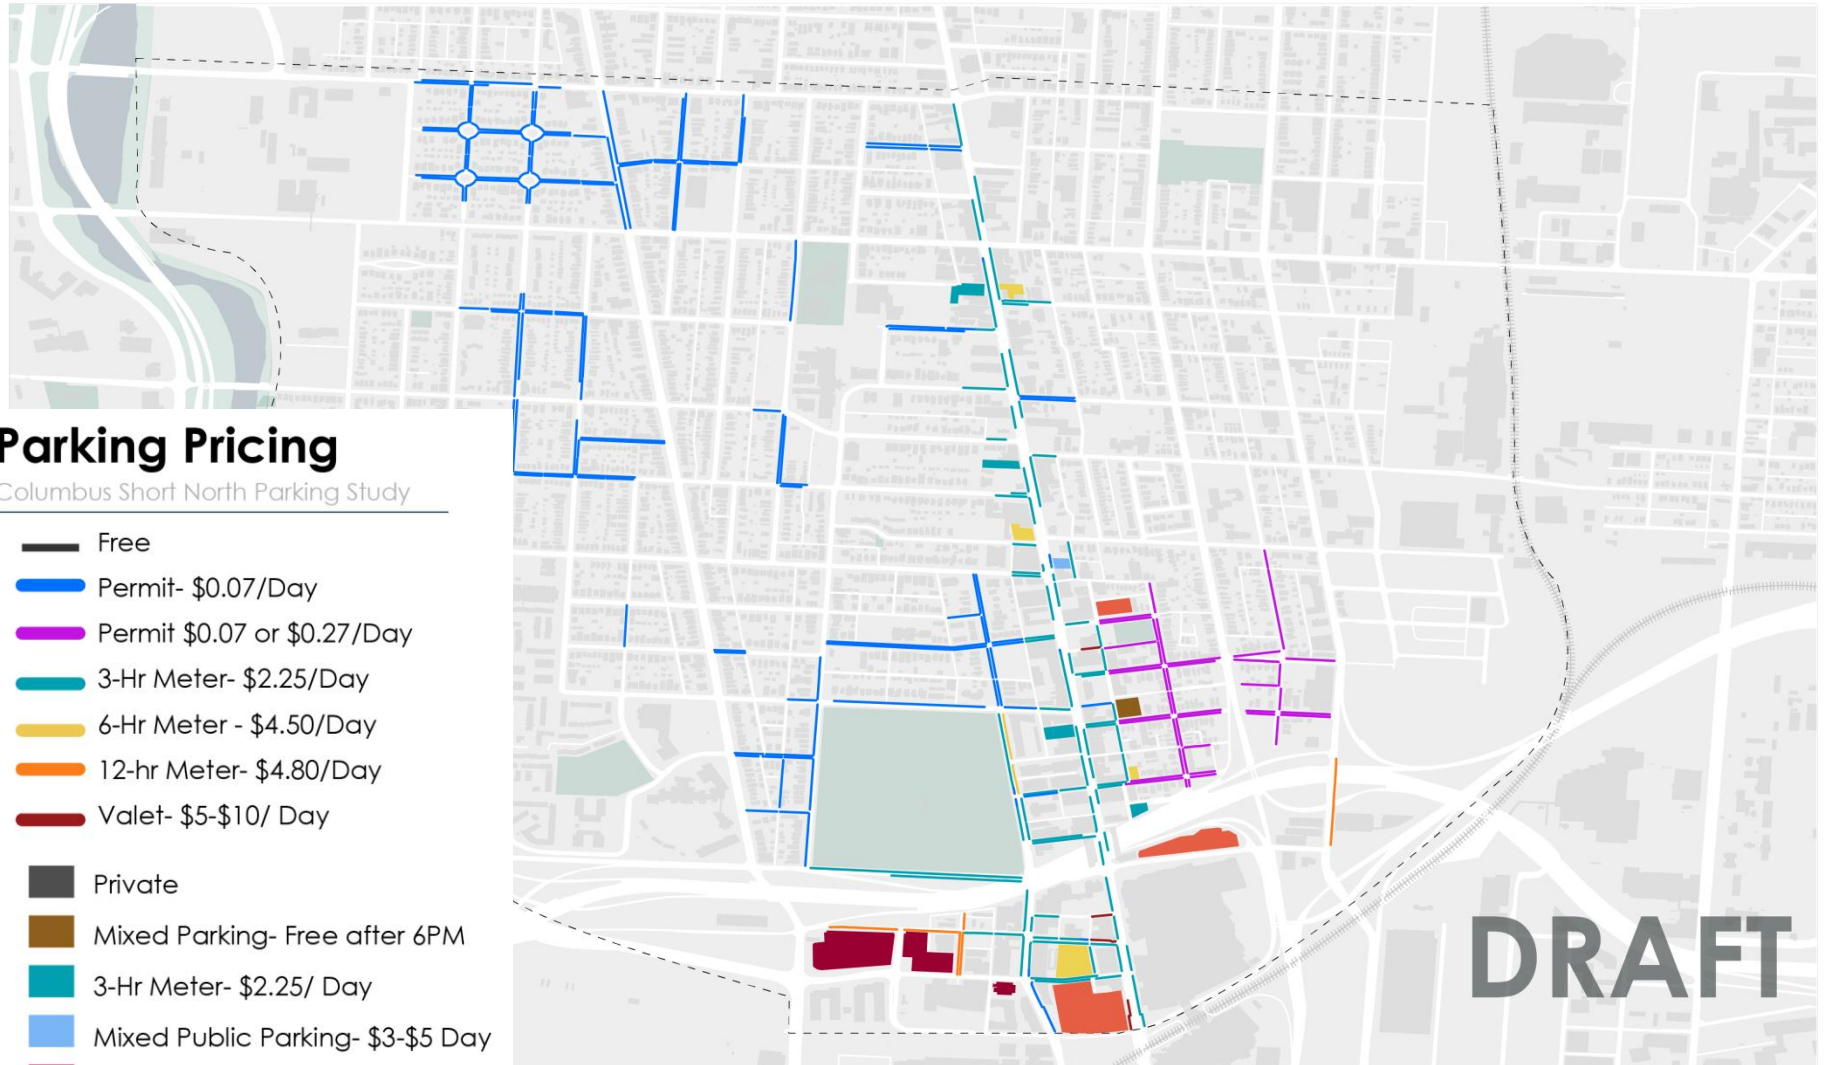 Parking Pricing
Columbus Short North Parking Study
Free
Permit- $0.07/Day
Permit $0.07 or $0.27/Day
3-Hr Meter- $2.25/Day
6-Hr Meter - $4.50/Day
12-hr Meter- $4.80/Day
Valet- $5-$10/ Day
Private
Mixed Parking- Free after 6PM
3-Hr Meter- $2.25/ Day
Mixed Public Parking- $3-$5 Day
DRAFT